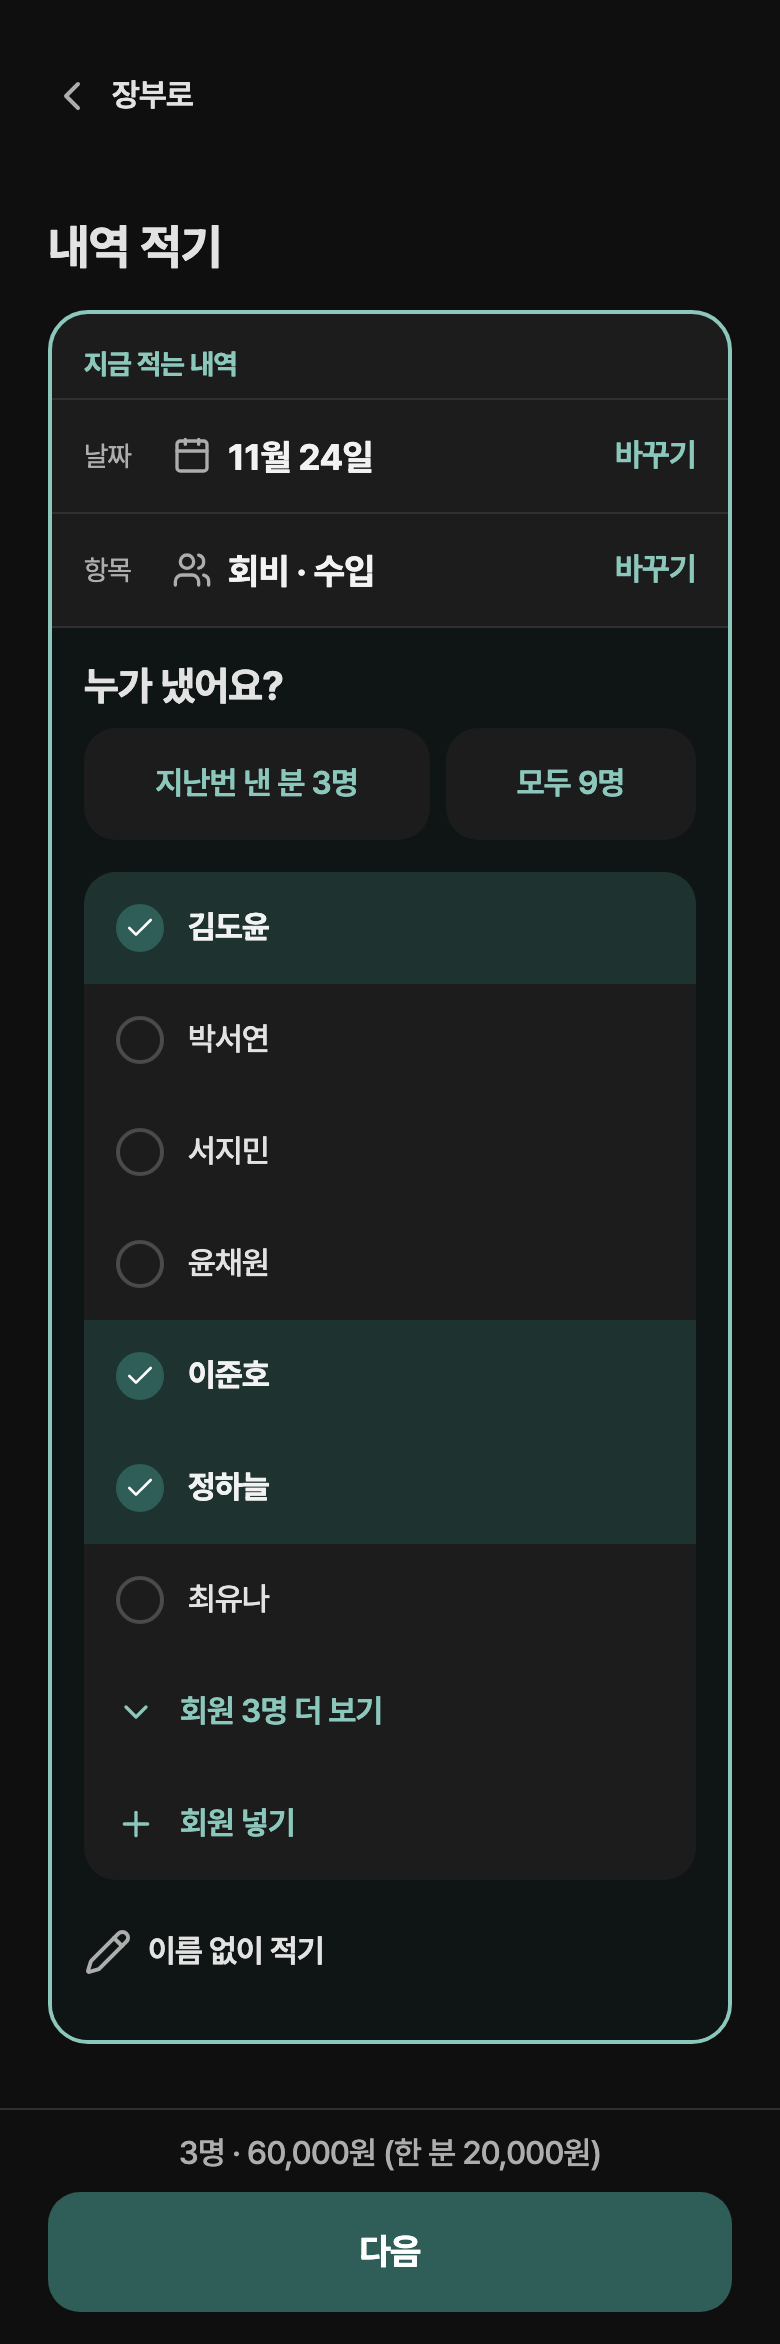 장부로
내역 적기
지금 적는 내역
날짜 11월 24일 바꾸기
항목 회비 · 수입 바꾸기
누가 냈어요?
지난번 낸 분 3명 모두 9명
김도윤
박서연
서지민
윤채원
이준호
정하늘
최유나
회원 3명 더 보기
회원 넣기
이름 없이 적기
3명 · 60,000원 (한 분 20,000원)
다음